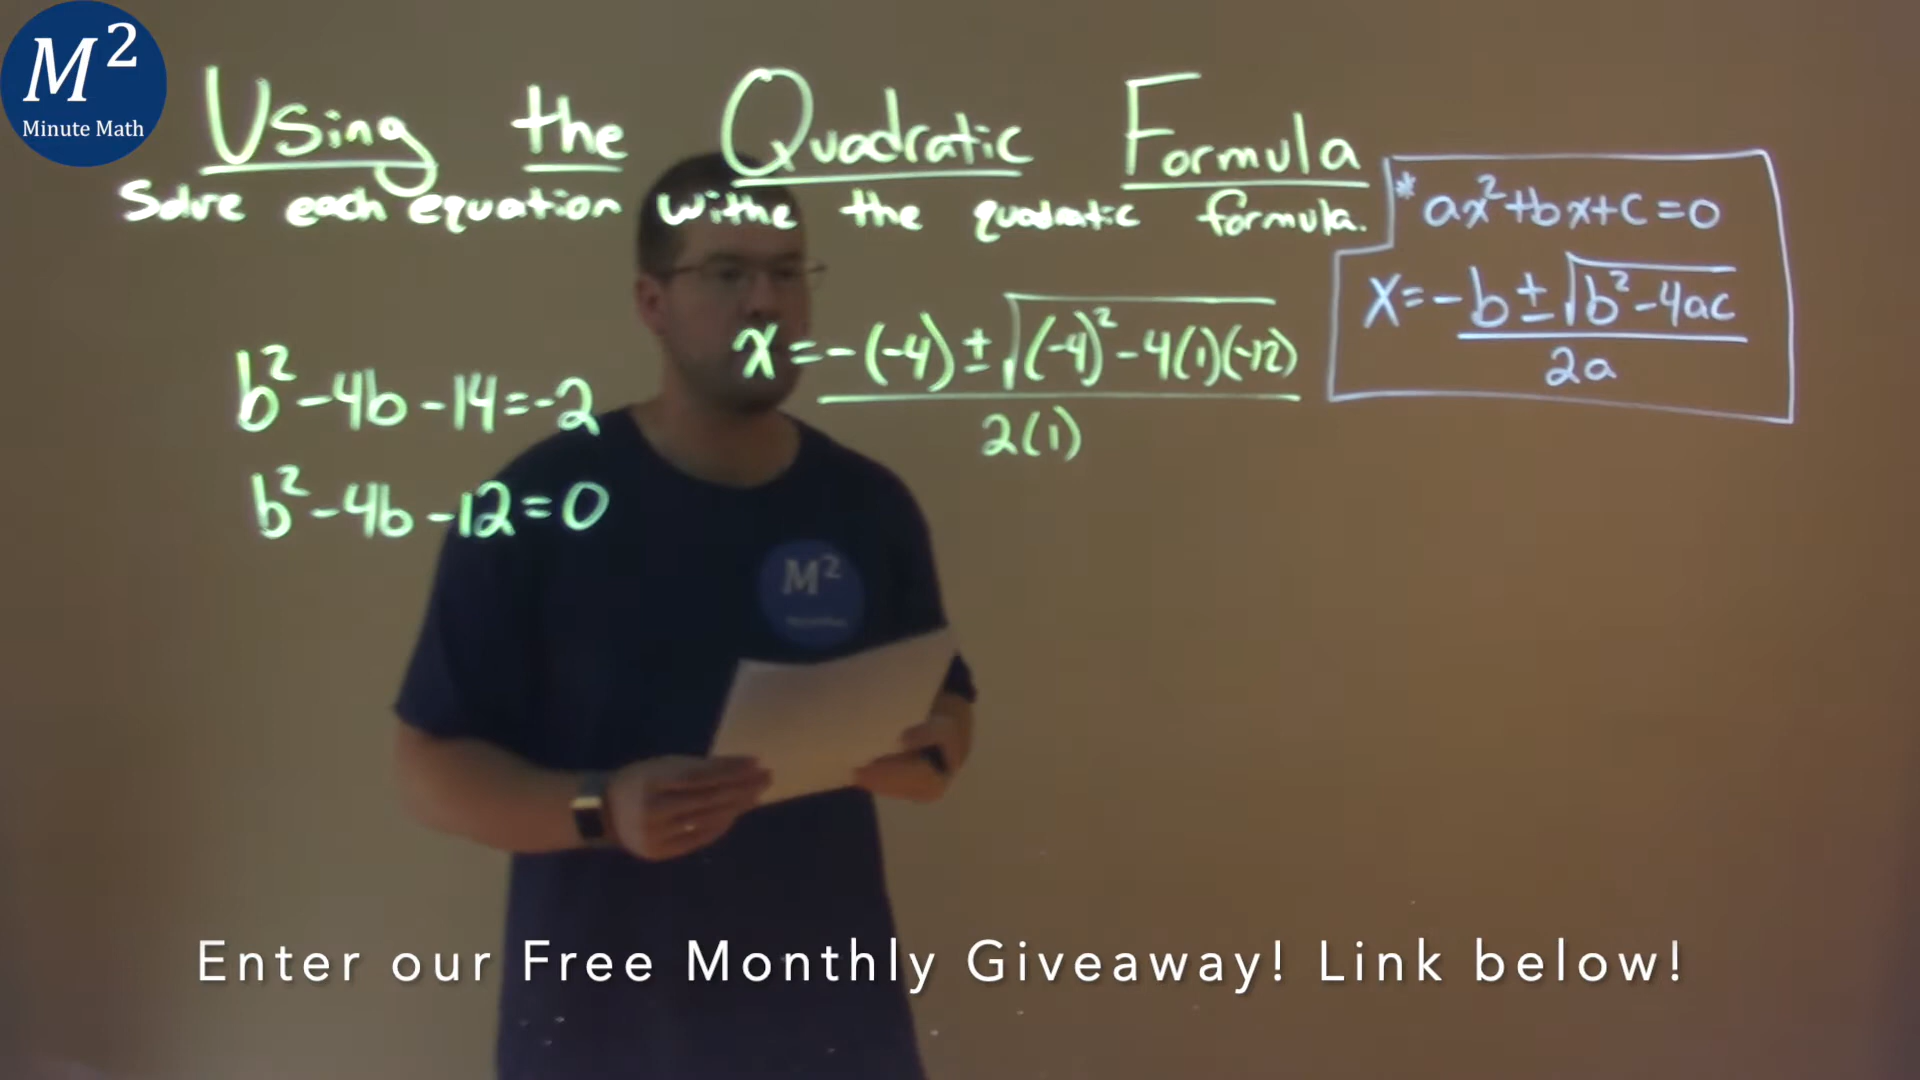 M²
Minute Math
Using the Quadratic Formula
Solve each equation withe the quadratic formula.
* ax²+bx+c=0
x=-b±√b²-4ac
2a
x=-(-4)±√(-4)²-4(1)(-12)
2(1)
b²-4b-14=-2
b²-4b-12=0
M²
Enter our Free Monthly Giveaway! Link below!